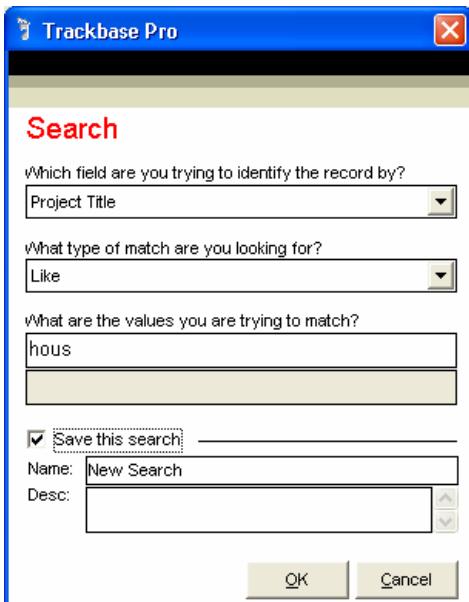 Trackbase Pro
Search
Which field are you trying to identify the record by?
Project Title
What type of match are you looking for?
Like
What are the values you are trying to match?
hous
Save this search
Name: New Search
Desc:
OK Cancel